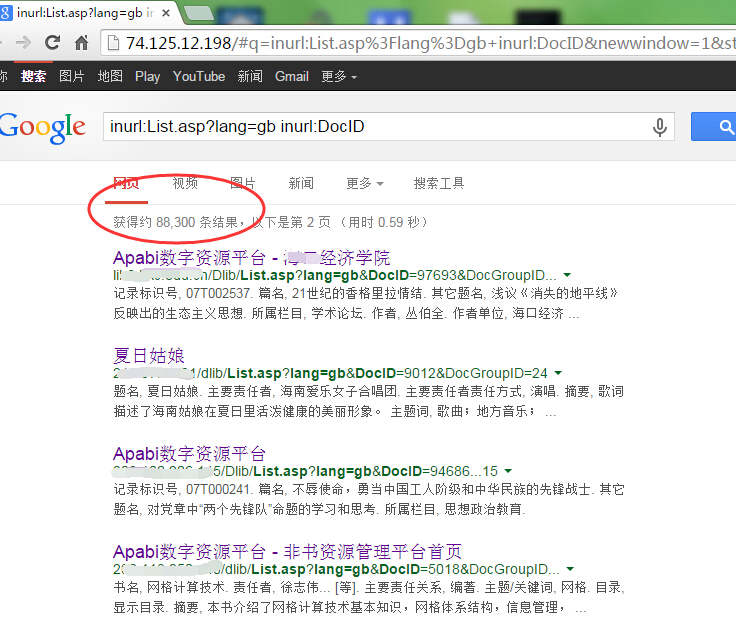 inurl:List.asp?lang=gb in
74.125.12.198/#q=inurl:List.asp%3Flang%3Dgb+inurl:DocID&newwindow=1&st
你 搜索 图片 地图 Play YouTube 新闻 Gmail 更多
Google inurl:List.asp?lang=gb inurl:DocID
网页 视频 图片 新闻 更多 搜索工具
获得约 88,300 条结果，以下是第 2 页 （用时 0.59 秒）
Apabi数字资源平台 - 海口经济学院
/Dlib/List.asp?lang=gb&DocID=97693&DocGroupID...
记录标识号, 07T002537. 篇名, 21世纪的香格里拉情结. 其它题名, 浅议《消失的地平线》
反映出的生态主义思想. 所属栏目, 学术论坛. 作者, 丛伯全. 作者单位, 海口经济 ...
夏日姑娘
/dlib/List.asp?lang=gb&DocID=9012&DocGroupID=24
题名, 夏日姑娘. 主要责任者, 海南爱乐女子合唱团. 主要责任者责任方式, 演唱. 摘要, 歌词
描述了海南姑娘在夏日里活泼健康的美丽形象。 主题词, 歌曲；地方音乐； ...
Apabi数字资源平台
5/Dlib/List.asp?lang=gb&DocID=94686...15
记录标识号, 07T000241. 篇名, 不辱使命，勇当中国工人阶级和中华民族的先锋战士. 其它
题名, 对党章中“两个先锋队”命题的学习和思考. 所属栏目, 思想政治教育.
Apabi数字资源平台 - 非书资源管理平台首页
/dlib/List.asp?lang=gb&DocID=5018&DocGroupID...
书名, 网格计算技术. 责任者, 徐志伟... [等]. 主要责任关系, 编著. 主题/关键词, 网格. 目录,
显示目录. 摘要, 本书介绍了网格计算技术基本知识，网格体系结构，信息管理， ...